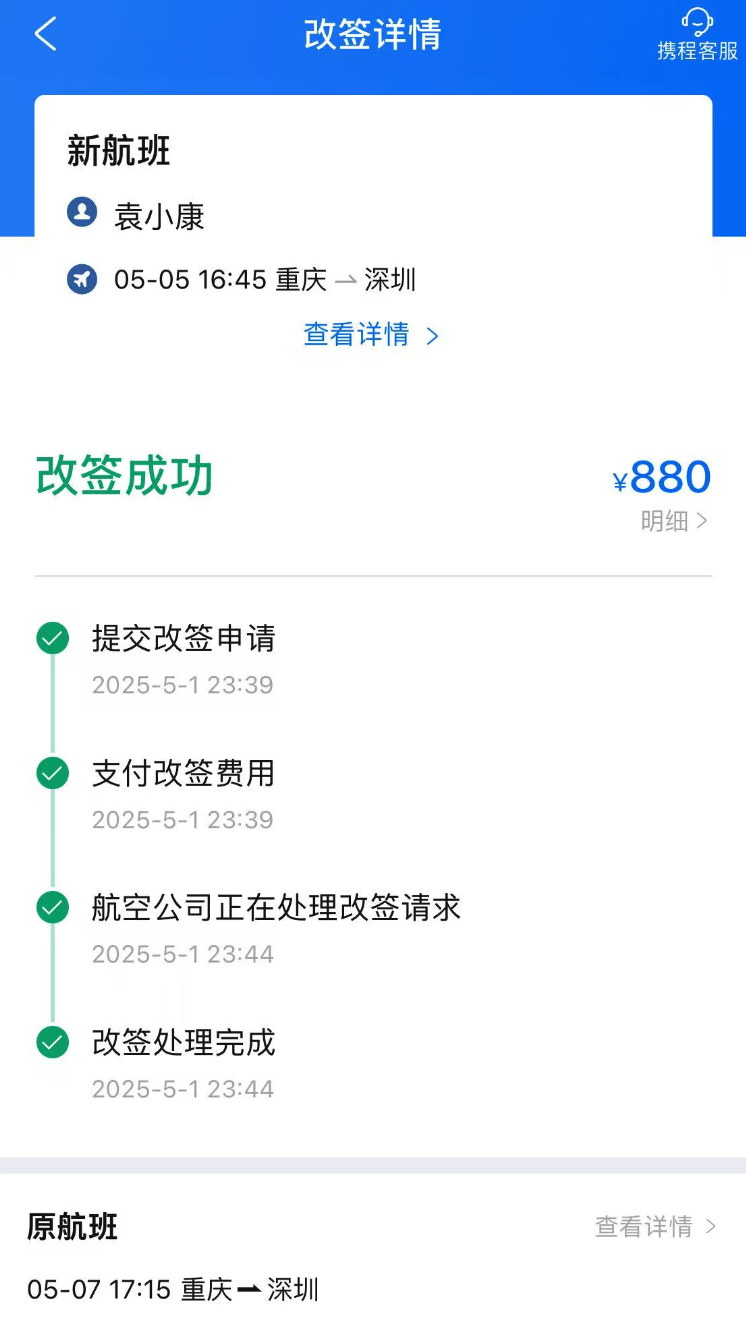 改签详情
携程客服
新航班
袁小康
05-05 16:45 重庆 ⇀ 深圳
查看详情 >
改签成功
¥880
明细 >
提交改签申请
2025-5-1 23:39
支付改签费用
2025-5-1 23:39
航空公司正在处理改签请求
2025-5-1 23:44
改签处理完成
2025-5-1 23:44
原航班
查看详情 >
05-07 17:15 重庆⇀深圳